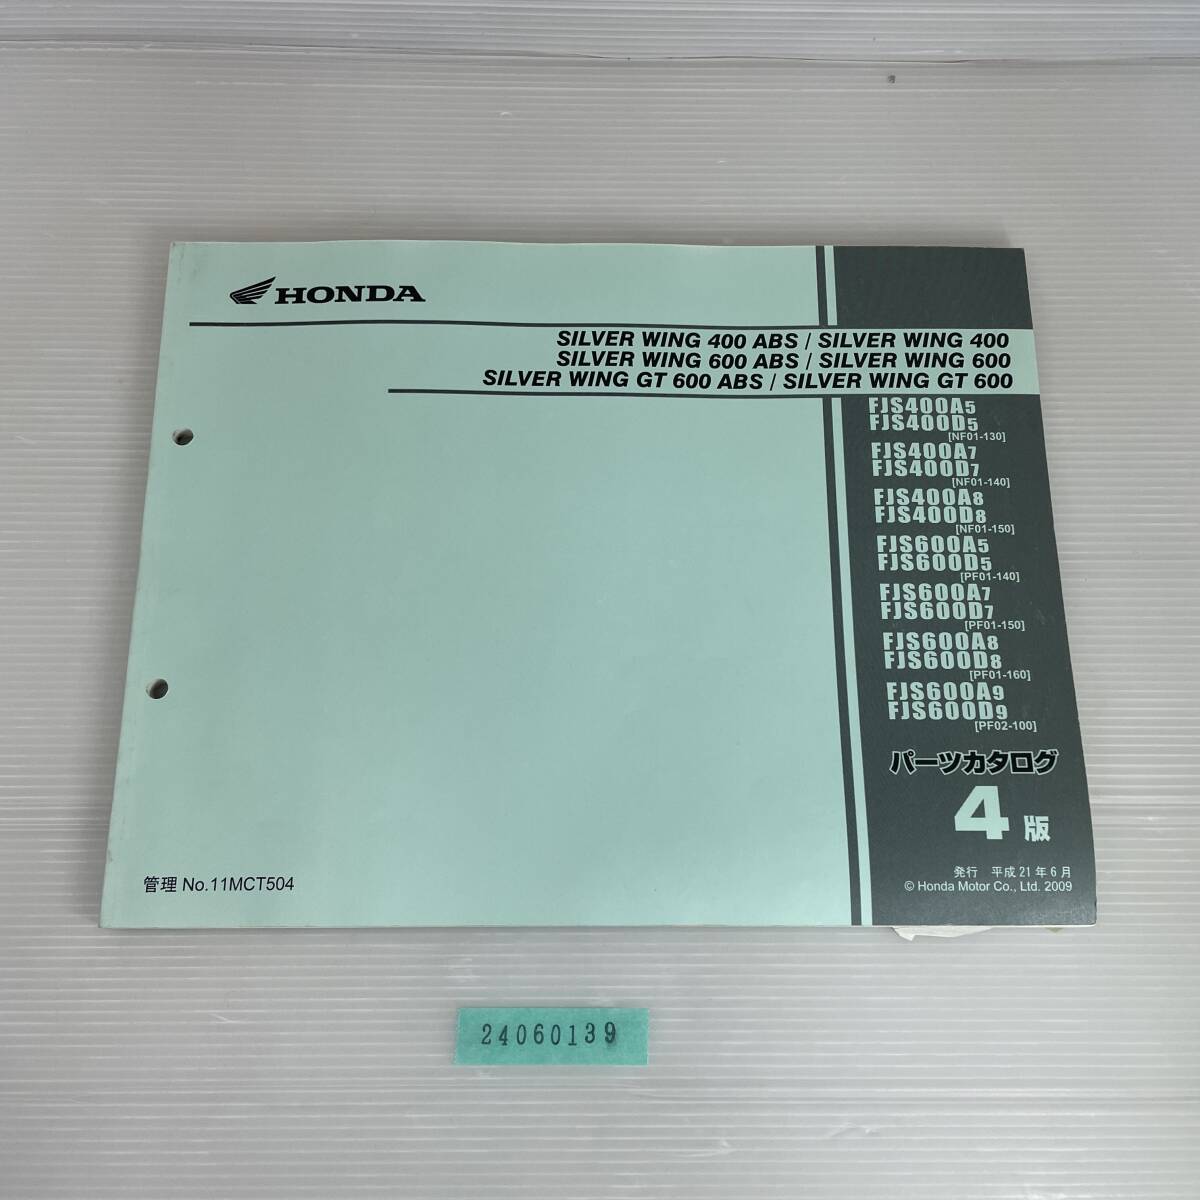 HONDA
SILVER WING 400 ABS / SILVER WING 400
SILVER WING 600 ABS / SILVER WING 600
SILVER WING GT 600 ABS / SILVER WING GT 600
FJS400A5
FJS400D5
[NF01-130]
FJS400A7
FJS400D7
[NF01-140]
FJS400A8
FJS400D8
[NF01-150]
FJS600A5
FJS600D5
[PF01-140]
FJS600A7
FJS600D7
[PF01-150]
FJS600A8
FJS600D8
[PF01-160]
FJS600A9
FJS600D9
[PF02-100]
パーツカタログ
4 版
発行 平成 21 年 6 月
© Honda Motor Co., Ltd. 2009
管理 No.11MCT504
24060139